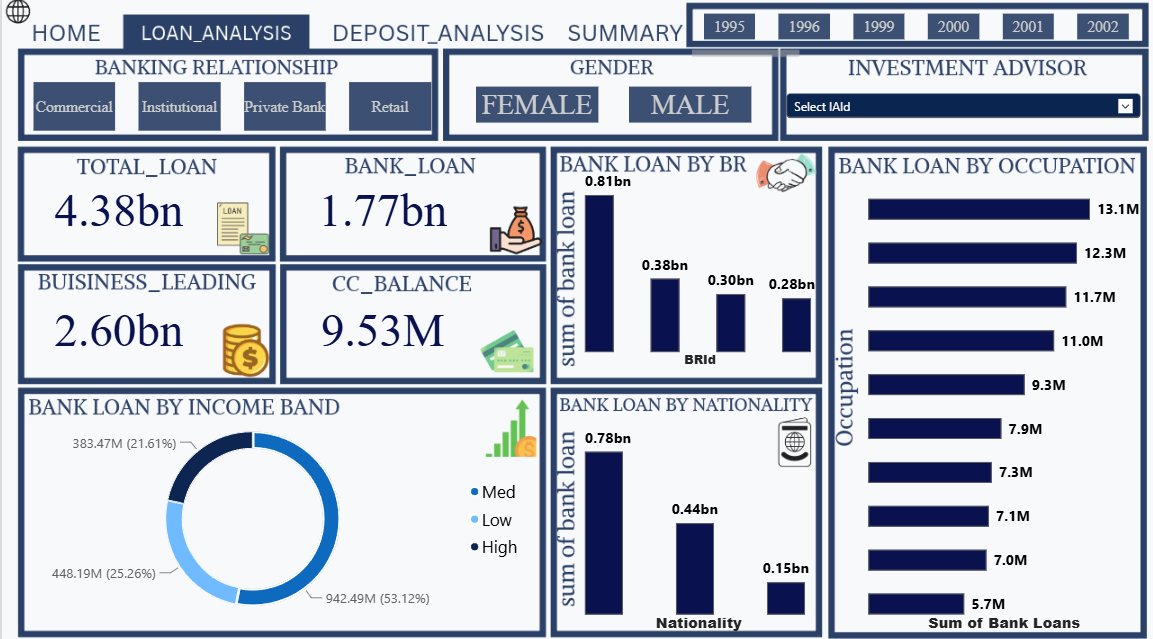 HOME LOAN_ANALYSIS DEPOSIT_ANALYSIS SUMMARY
1995 1996 1999 2000 2001 2002
BANKING RELATIONSHIP
Commercial Institutional Private Bank Retail
GENDER
FEMALE MALE
INVESTMENT ADVISOR
Select IAId
TOTAL_LOAN
4.38bn
LOAN
BANK_LOAN
1.77bn
BUISINESS_LEADING
2.60bn
CC_BALANCE
9.53M
BANK LOAN BY BR
sum of bank loan
0.81bn
0.38bn
0.30bn
0.28bn
BRId
BANK LOAN BY OCCUPATION
Occupation
13.1M
12.3M
11.7M
11.0M
9.3M
7.9M
7.3M
7.1M
7.0M
5.7M
Sum of Bank Loans
BANK LOAN BY INCOME BAND
383.47M (21.61%)
448.19M (25.26%)
942.49M (53.12%)
Med
Low
High
BANK LOAN BY NATIONALITY
sum of bank loan
0.78bn
0.44bn
0.15bn
Nationality